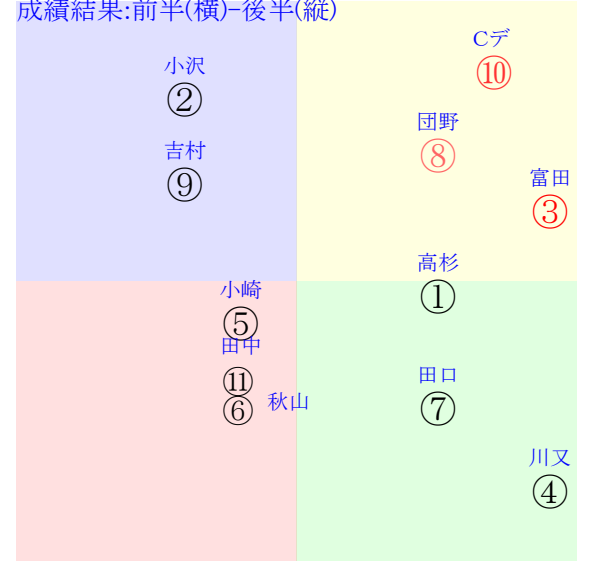 成績結果:前半(横)-後半(縦)
Cデ
⑩
小沢
②
団野
⑧
吉村
⑨
富田
③
高杉
①
小崎
⑤
田中
⑪
田口
⑦
秋山
⑥
川又
④